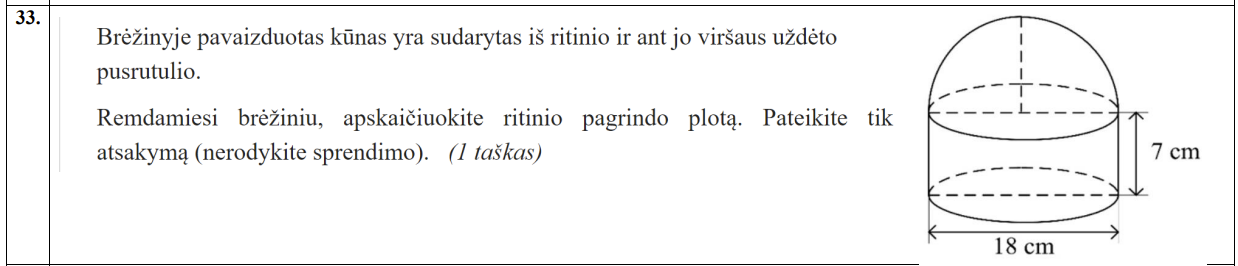 33.
Brėžinyje pavaizduotas kūnas yra sudarytas iš ritinio ir ant jo viršaus uždėto
pusrutulio.
Remdamiesi brėžiniu, apskaičiuokite ritinio pagrindo plotą. Pateikite tik
atsakymą (nerodykite sprendimo). (1 taškas)
7 cm
18 cm